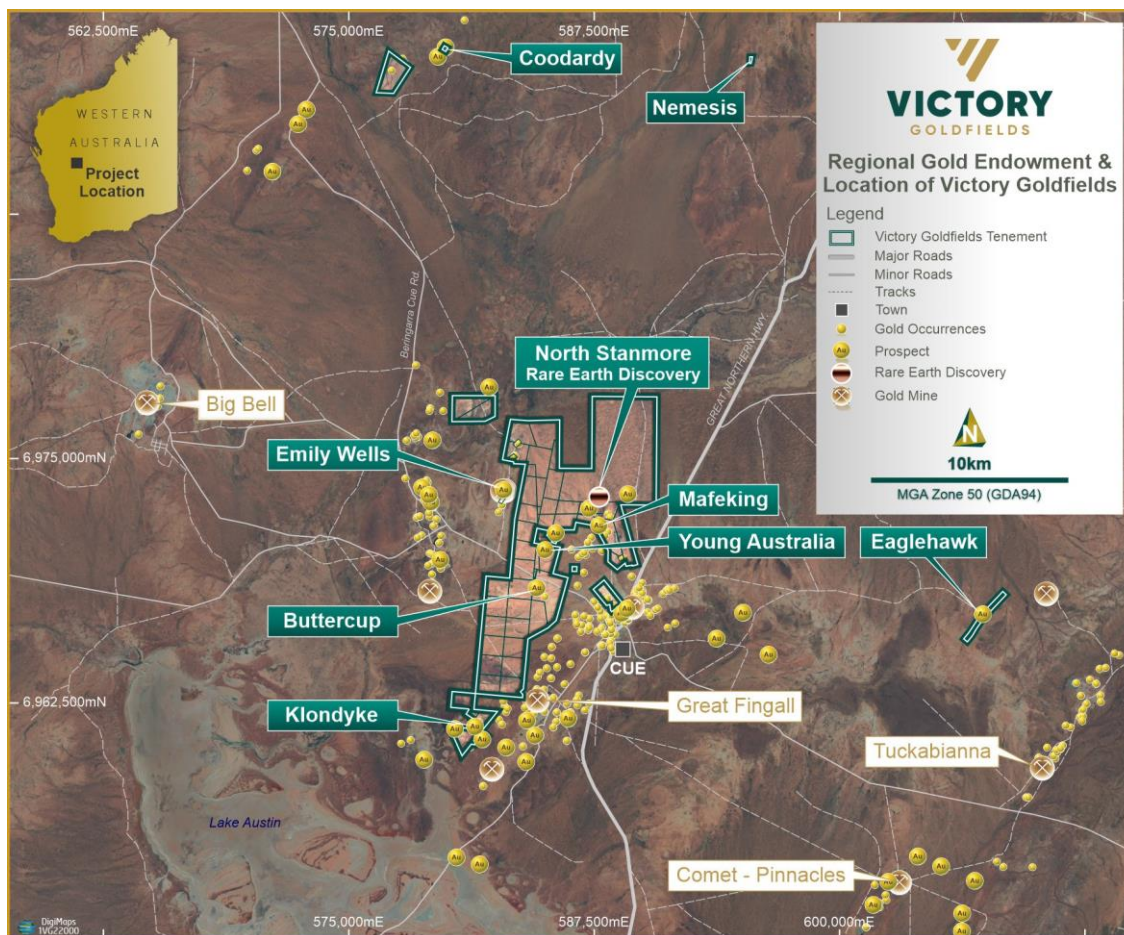 562,500mE
575,000mE
587,500mE
WESTERN
AUSTRALIA
Project
Location
Coodardy
Nemesis
VICTORY
GOLDFIELDS
Regional Gold Endowment &
Location of Victory Goldfields
Legend
Victory Goldfields Tenement
Major Roads
Minor Roads
Tracks
Town
Gold Occurrences
Au Prospect
Rare Earth Discovery
Gold Mine
N
10km
MGA Zone 50 (GDA94)
Beringarra Cue Rd.
GREAT NORTHERN HWY
North Stanmore
Rare Earth Discovery
Big Bell
6,975,000mN
Emily Wells
Mafeking
Young Australia
Eaglehawk
Buttercup
CUE
6,962,500mN
Klondyke
Great Fingall
Tuckabianna
Lake Austin
Comet - Pinnacles
575,000mE
587,500mE
600,000mE
DigiMaps
1VG22000